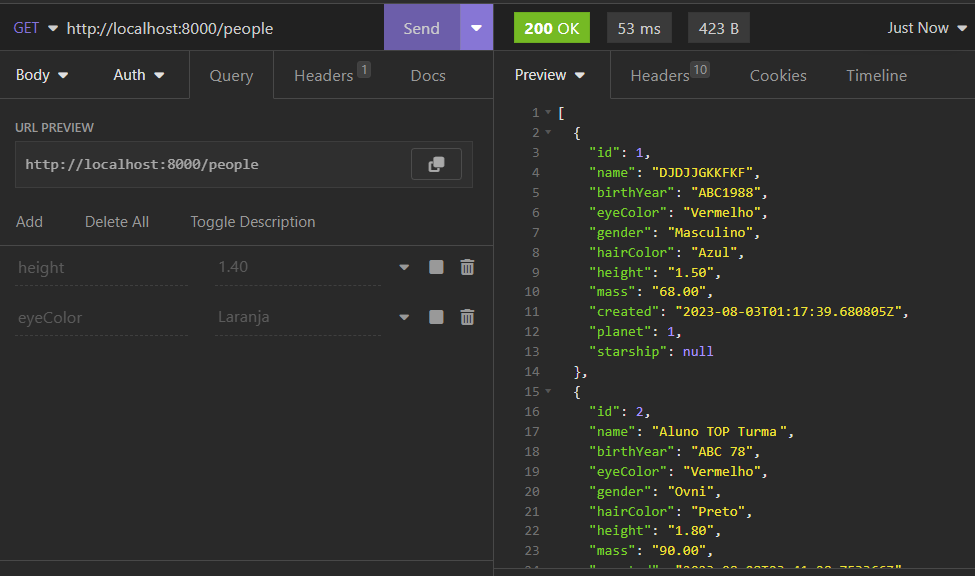 GET http://localhost:8000/people Send 200 OK 53 ms 423 B Just Now
Body Auth Query Headers 1 Docs Preview Headers 10 Cookies Timeline
URL PREVIEW
http://localhost:8000/people
Add Delete All Toggle Description
height 1.40
eyeColor Laranja
1 [
2 {
3 "id": 1,
4 "name": "DJDJJGKKFKF",
5 "birthYear": "ABC1988",
6 "eyeColor": "Vermelho",
7 "gender": "Masculino",
8 "hairColor": "Azul",
9 "height": "1.50",
10 "mass": "68.00",
11 "created": "2023-08-03T01:17:39.680805Z",
12 "planet": 1,
13 "starship": null
14 },
15 {
16 "id": 2,
17 "name": "Aluno TOP Turma",
18 "birthYear": "ABC 78",
19 "eyeColor": "Vermelho",
20 "gender": "Ovni",
21 "hairColor": "Preto",
22 "height": "1.80",
23 "mass": "90.00",